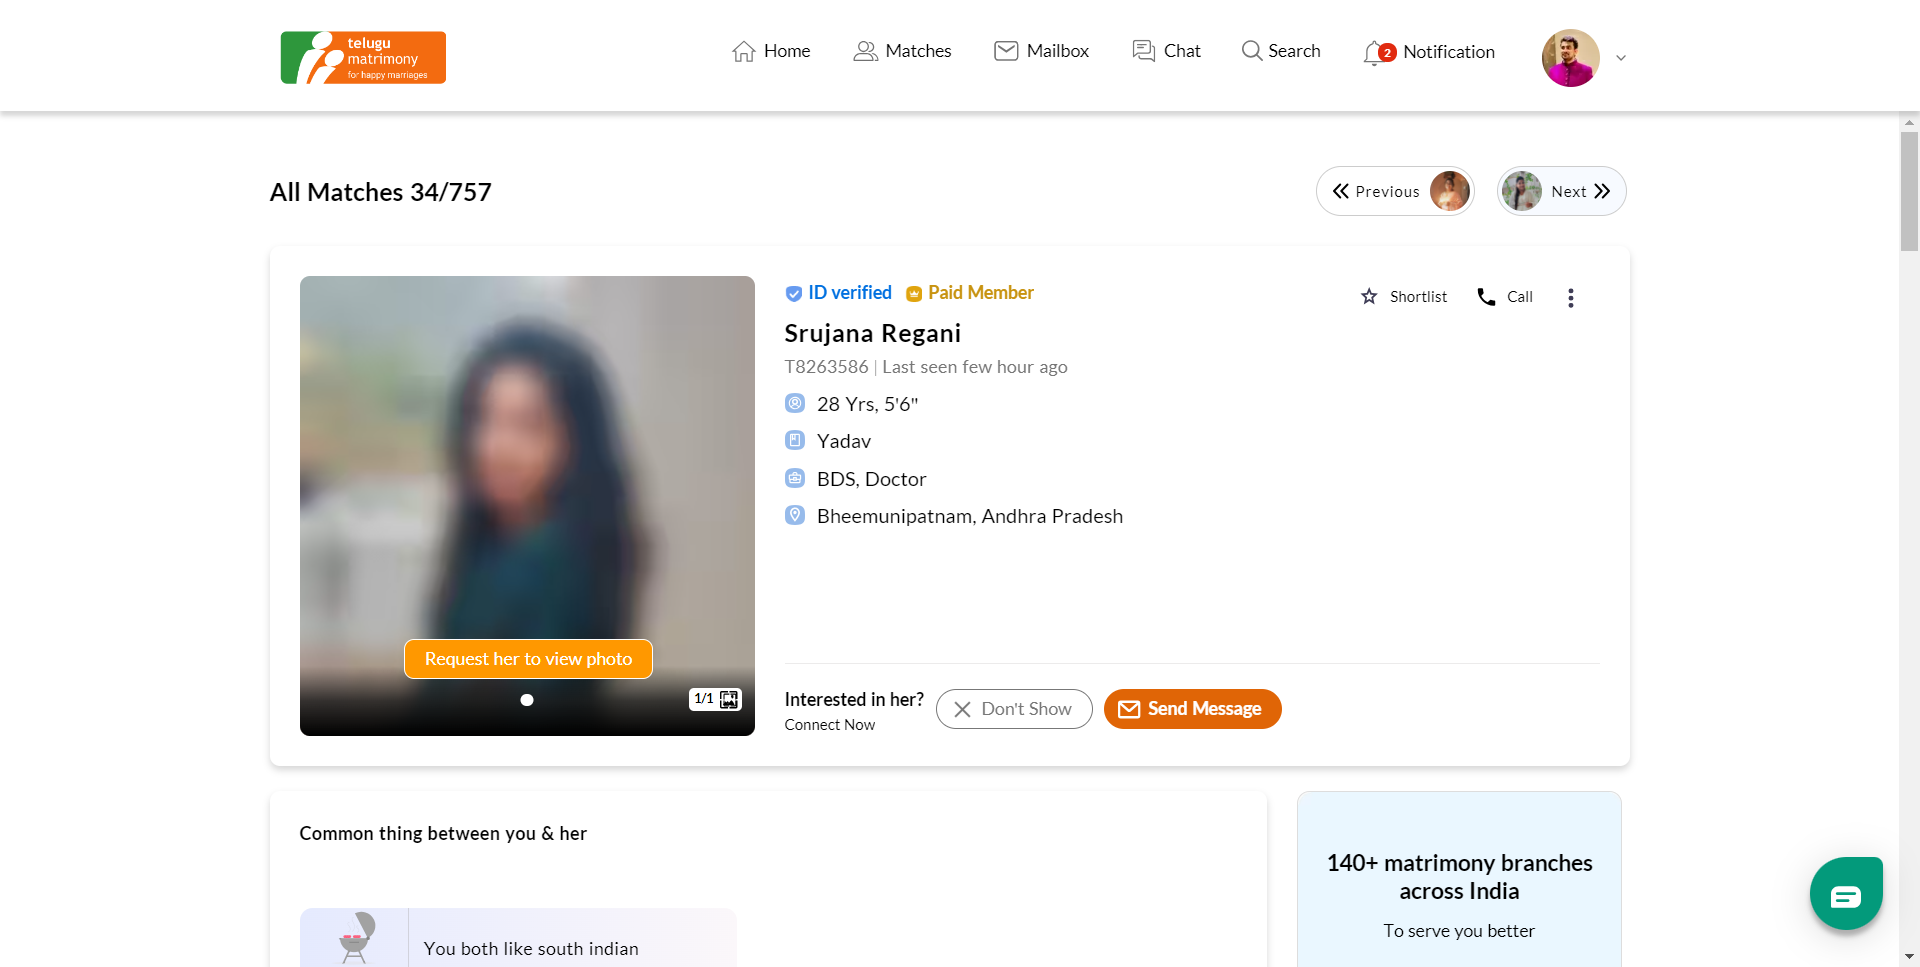 telugu
matrimony
for happy marriages
Home
Matches
Mailbox
Chat
Search
2
Notification
All Matches 34/757
Previous
Next
ID verified
Paid Member
Shortlist
Call
Srujana Regani
T8263586 | Last seen few hour ago
28 Yrs, 5'6"
Yadav
BDS, Doctor
Bheemunipatnam, Andhra Pradesh
Request her to view photo
1/1
Interested in her?
Connect Now
Don't Show
Send Message
Common thing between you & her
You both like south indian
140+ matrimony branches
across India
To serve you better